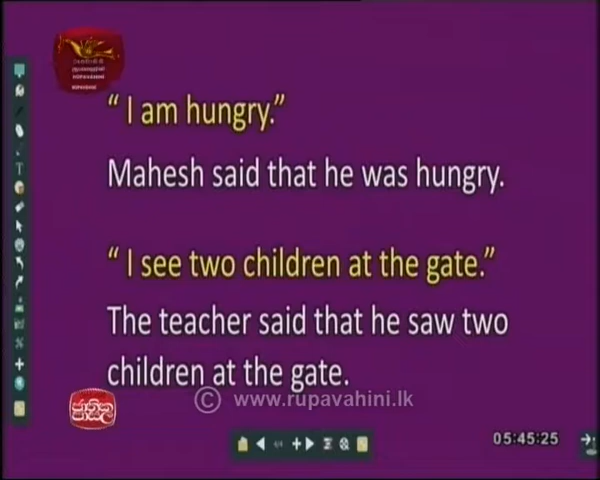 “ I am hungry.”
Mahesh said that he was hungry.
“ I see two children at the gate.”
The teacher said that he saw two
children at the gate.
© www.rupavahini.lk
05:45:25